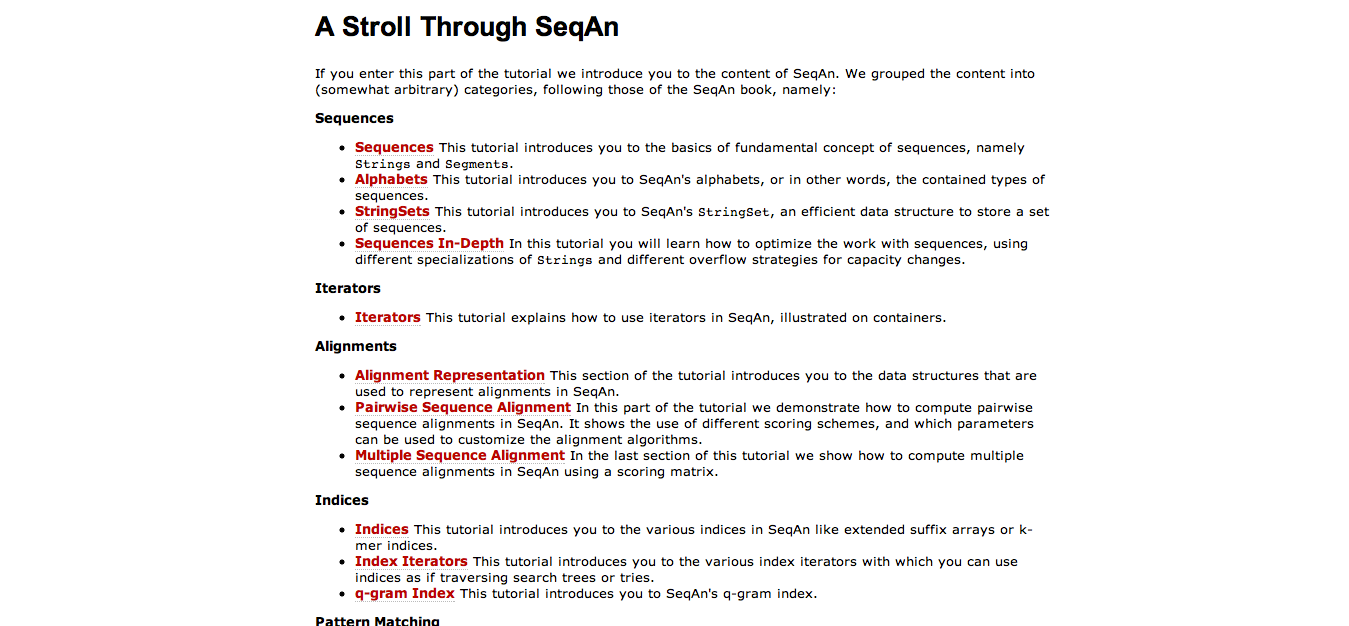 A Stroll Through SeqAn
If you enter this part of the tutorial we introduce you to the content of SeqAn. We grouped the content into
(somewhat arbitrary) categories, following those of the SeqAn book, namely:
Sequences
• Sequences This tutorial introduces you to the basics of fundamental concept of sequences, namely
Strings and Segments.
• Alphabets This tutorial introduces you to SeqAn's alphabets, or in other words, the contained types of
sequences.
• StringSets This tutorial introduces you to SeqAn's StringSet, an efficient data structure to store a set
of sequences.
• Sequences In-Depth In this tutorial you will learn how to optimize the work with sequences, using
different specializations of Strings and different overflow strategies for capacity changes.
Iterators
• Iterators This tutorial explains how to use iterators in SeqAn, illustrated on containers.
Alignments
• Alignment Representation This section of the tutorial introduces you to the data structures that are
used to represent alignments in SeqAn.
• Pairwise Sequence Alignment In this part of the tutorial we demonstrate how to compute pairwise
sequence alignments in SeqAn. It shows the use of different scoring schemes, and which parameters
can be used to customize the alignment algorithms.
• Multiple Sequence Alignment In the last section of this tutorial we show how to compute multiple
sequence alignments in SeqAn using a scoring matrix.
Indices
• Indices This tutorial introduces you to the various indices in SeqAn like extended suffix arrays or k-
mer indices.
• Index Iterators This tutorial introduces you to the various index iterators with which you can use
indices as if traversing search trees or tries.
• q-gram Index This tutorial introduces you to SeqAn's q-gram index.
Pattern Matching